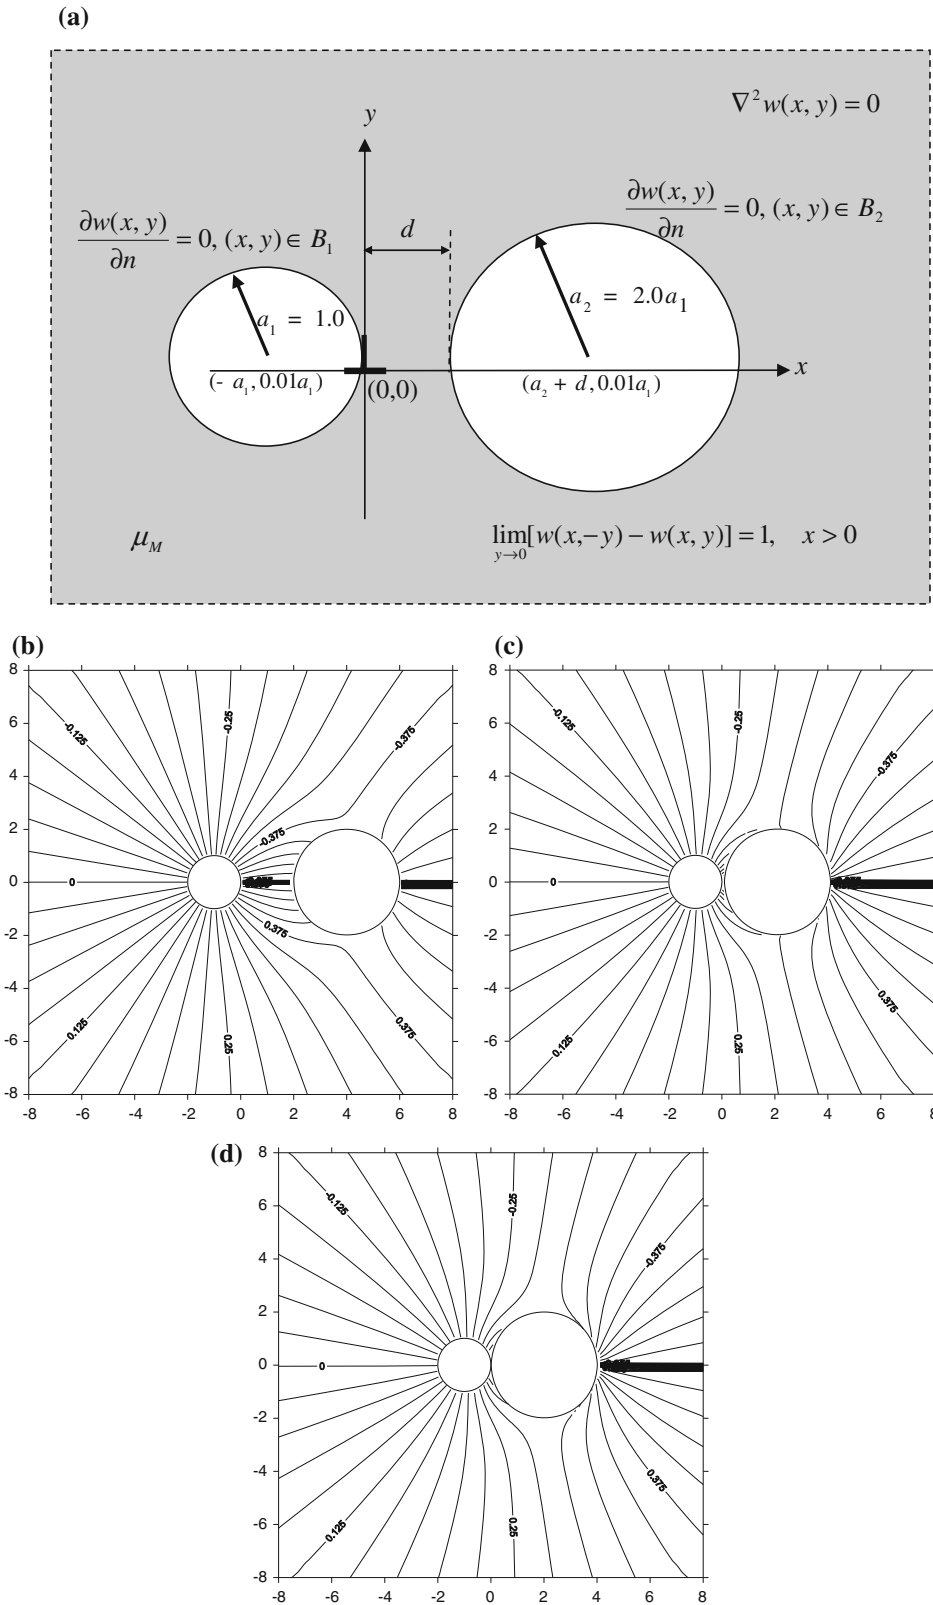 (a)
∇²w(x, y) = 0
y
∂w(x, y)/∂n = 0, (x, y) ∈ B₁
d
∂w(x, y)/∂n = 0, (x, y) ∈ B₂
a₁ = 1.0
a₂ = 2.0a₁
x
(- a₁, 0.01a₁)
(0,0)
(a₂ + d, 0.01a₁)
μ_M
lim y→0 [w(x,−y) − w(x, y)] = 1, x > 0
(b)
8
6
4
2
0
-2
-4
-6
-8
-8 -6 -4 -2 0 2 4 6 8
-0.125
-0.25
-0.375
-0.375
0
0.375
0.125
0.25
0.375
(c)
8
6
4
2
0
-2
-4
-6
-8
-8 -6 -4 -2 0 2 4 6 8
-0.125
-0.25
-0.375
0
0.125
0.25
0.375
(d)
8
6
4
2
0
-2
-4
-6
-8
-8 -6 -4 -2 0 2 4 6 8
-0.125
-0.25
-0.375
0
0.125
0.25
0.375